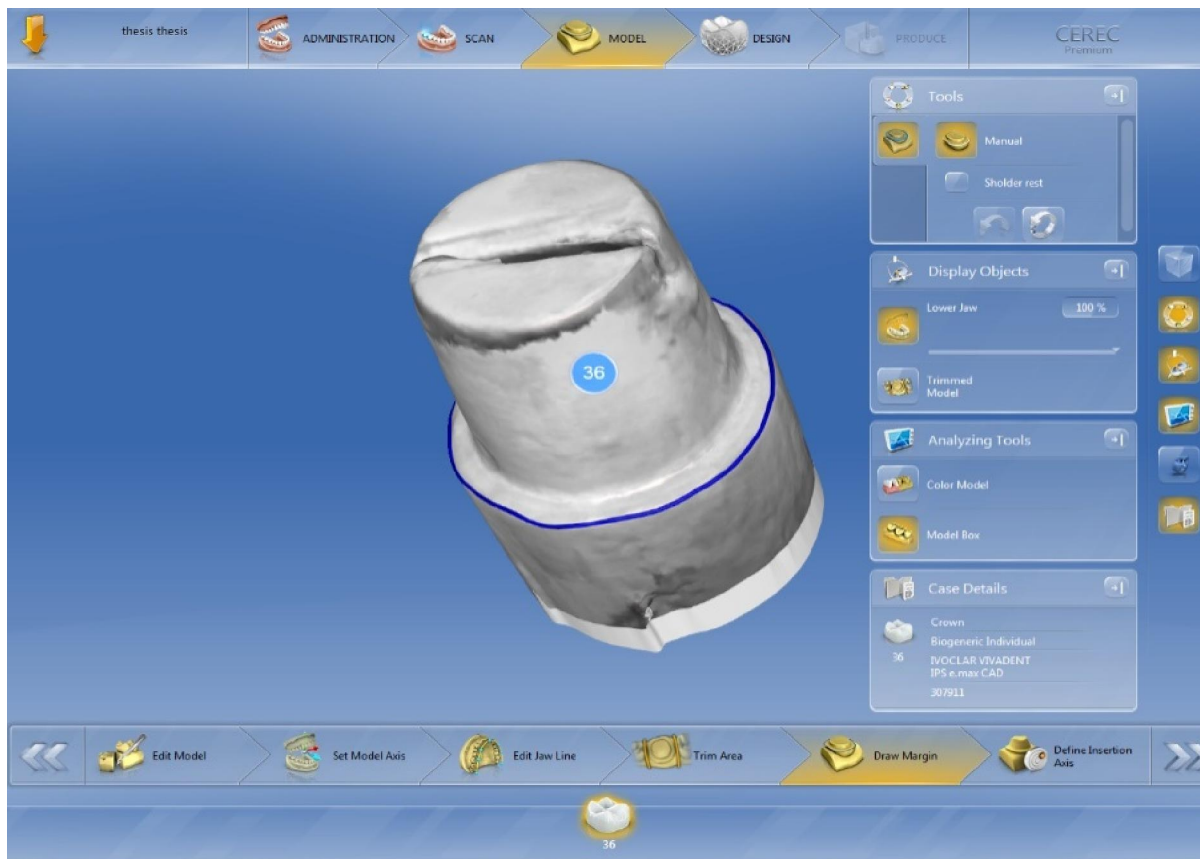 thesis thesis
ADMINISTRATION
SCAN
MODEL
DESIGN
PRODUCE
CEREC
Premium
Tools
Manual
Sholder rest
Display Objects
Lower Jaw
100 %
Trimmed
Model
Analyzing Tools
Color Model
Model Box
Case Details
Crown
Biogeneric Individual
36
IVOCLAR VIVADENT
IPS e.max CAD
307911
36
Edit Model
Set Model Axis
Edit Jaw Line
Trim Area
Draw Margin
Define Insertion
Axis
36